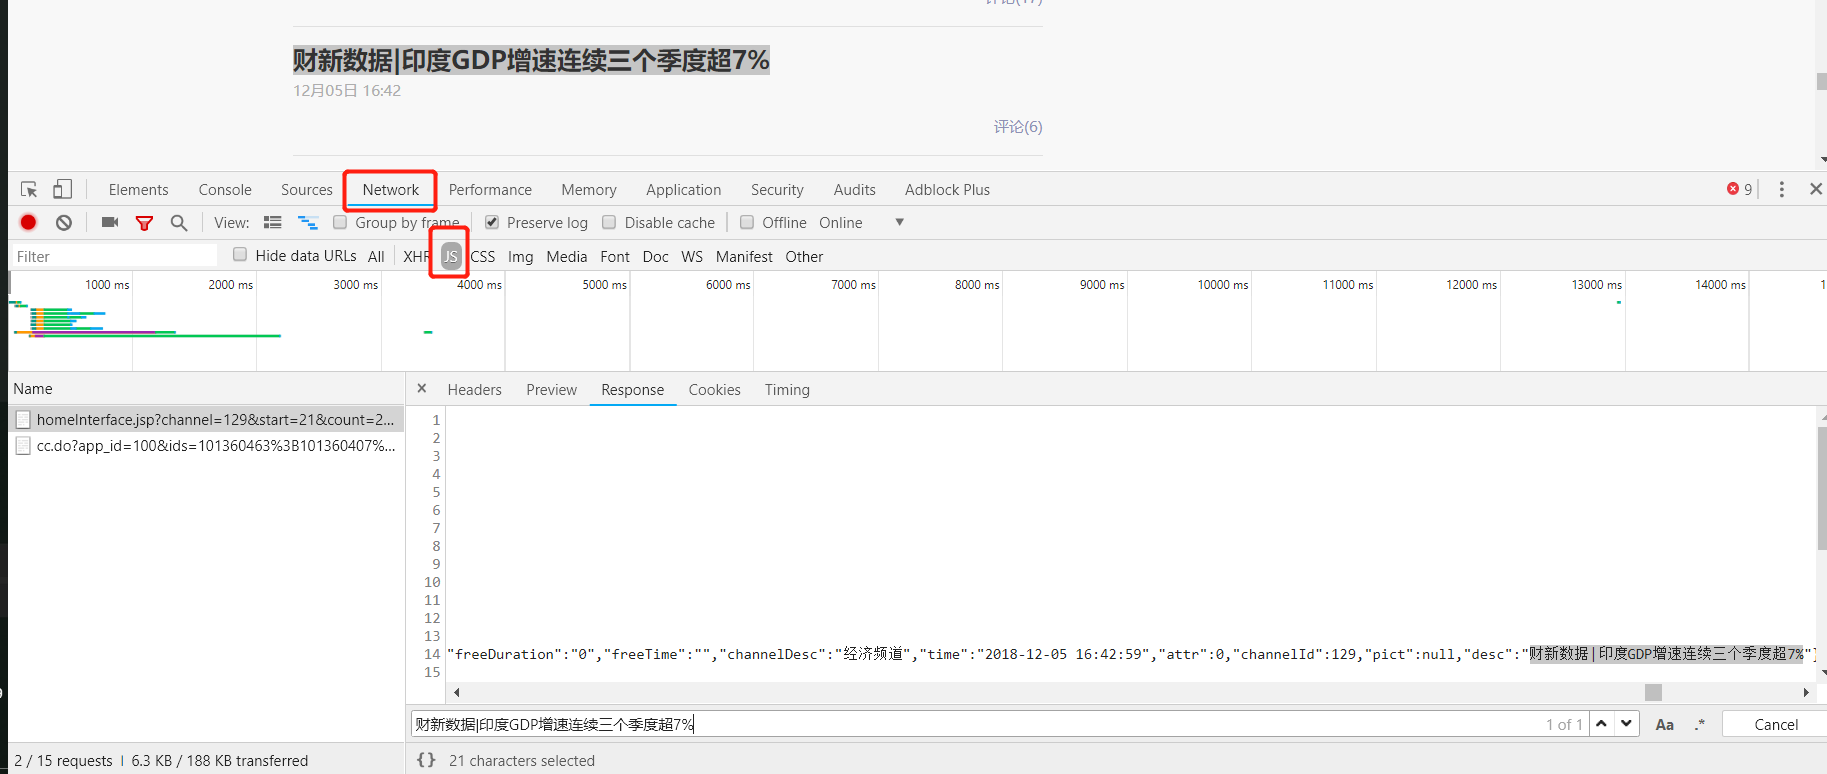 评论(17)
财新数据|印度GDP增速连续三个季度超7%
12月05日 16:42
评论(6)
Elements Console Sources Network Performance Memory Application Security Audits Adblock Plus 9
View: Group by frame Preserve log Disable cache Offline Online
Filter Hide data URLs All XHR JS CSS Img Media Font Doc WS Manifest Other
1000 ms 2000 ms 3000 ms 4000 ms 5000 ms 6000 ms 7000 ms 8000 ms 9000 ms 10000 ms 11000 ms 12000 ms 13000 ms 14000 ms 1
Name
Headers Preview Response Cookies Timing
homeInterface.jsp?channel=129&start=21&count=2...
cc.do?app_id=100&ids=101360463%3B101360407%...
1
2
3
4
5
6
7
8
9
10
11
12
13
14 "freeDuration":"0","freeTime":"","channelDesc":"经济频道","time":"2018-12-05 16:42:59","attr":0,"channelId":129,"pict":null,"desc":"财新数据|印度GDP增速连续三个季度超7%"}
15
财新数据|印度GDP增速连续三个季度超7% 1 of 1 Aa .* Cancel
2 / 15 requests | 6.3 KB / 188 KB transferred
{} 21 characters selected